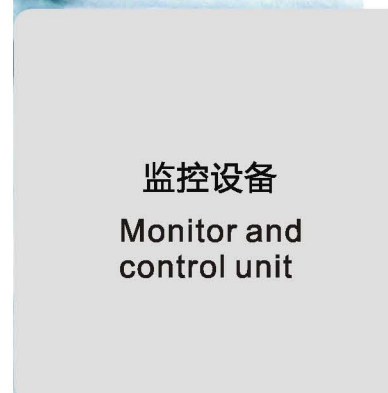 监控设备
Monitor and
control unit